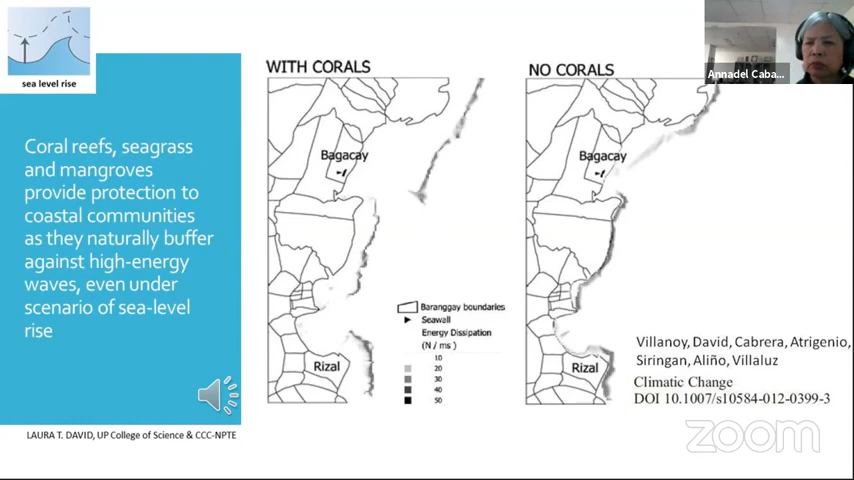 sea level rise
Coral reefs, seagrass
and mangroves
provide protection to
coastal communities
as they naturally buffer
against high-energy
waves, even under
scenario of sea-level
rise
LAURA T. DAVID, UP College of Science & CCC-NPTE
WITH CORALS
Bagacay
Rizal
Baranggay boundaries
Seawall
Energy Dissipation
(N / ms)
10
20
30
40
50
NO CORALS
Bagacay
Rizal
Villanoy, David, Cabrera, Atrigenio,
Siringan, Aliño, Villaluz
Climatic Change
DOI 10.1007/s10584-012-0399-3
Annadel Caba...
zoom